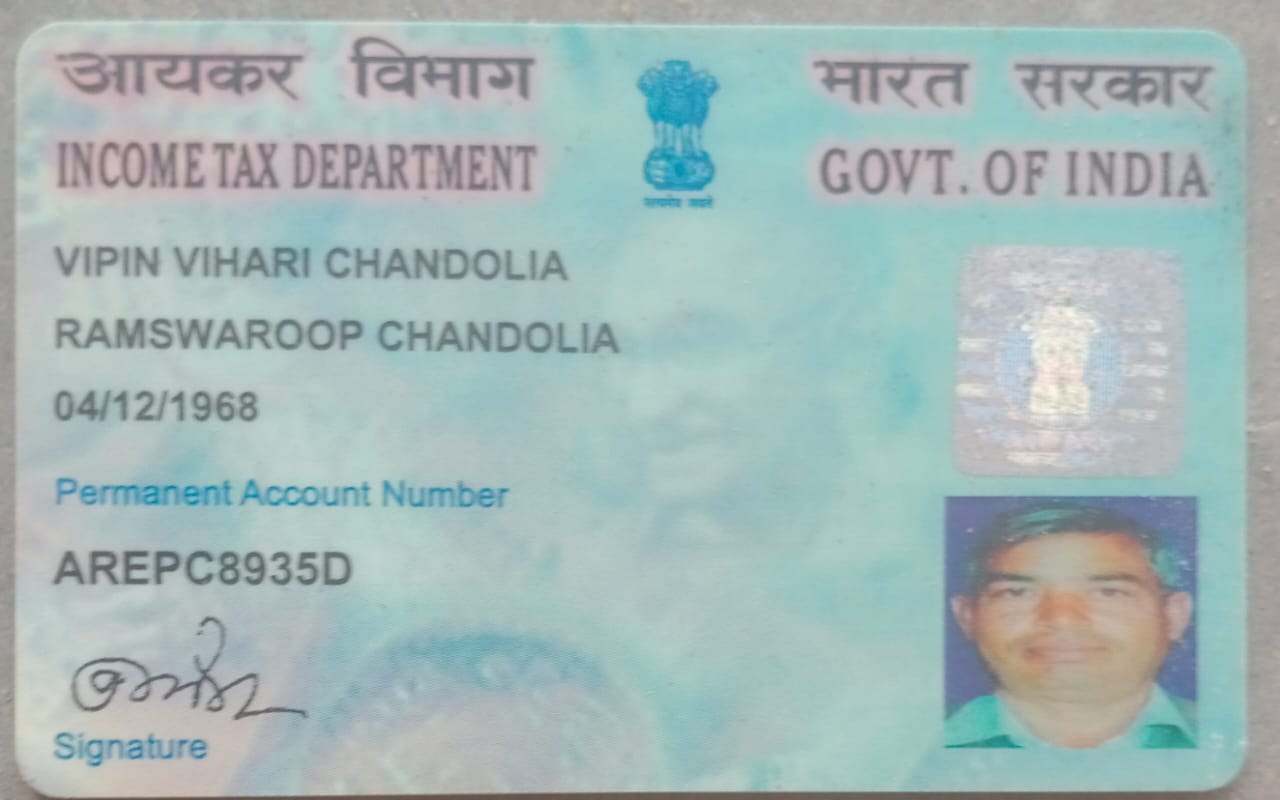 आयकर विभाग
भारत सरकार
INCOME TAX DEPARTMENT
GOVT. OF INDIA
सत्यमेव जयते
VIPIN VIHARI CHANDOLIA
RAMSWAROOP CHANDOLIA
04/12/1968
Permanent Account Number
AREPC8935D
Signature